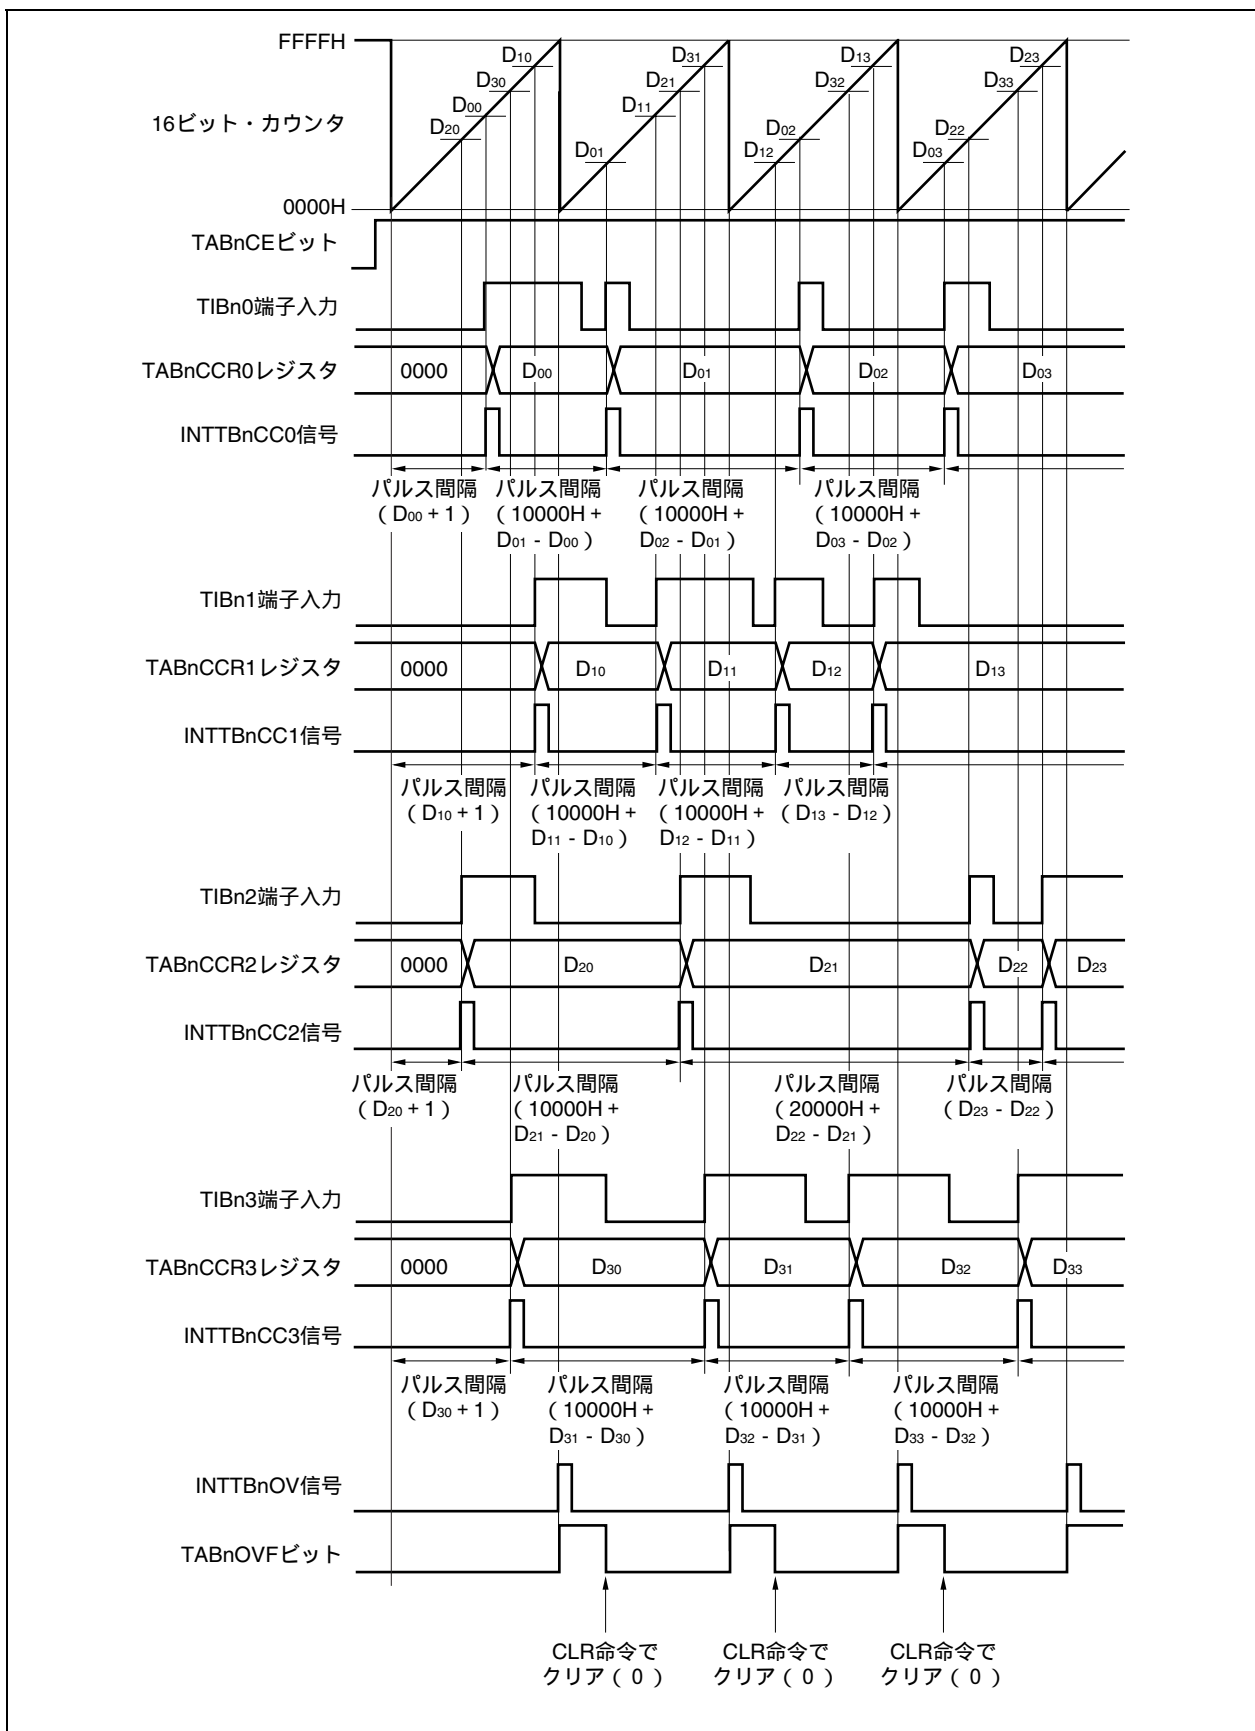 FFFFH
16ビット・カウンタ
0000H
D10
D30
D00
D20
D31
D21
D11
D01
D13
D32
D02
D12
D23
D33
D22
D03
TABnCEビット
TIBn0端子入力
TABnCCR0レジスタ 0000 D00 D01 D02 D03
INTTBnCC0信号
パルス間隔 パルス間隔 パルス間隔 パルス間隔
( D00 + 1 ) ( 10000H + ( 10000H + ( 10000H +
D01 - D00 ) D02 - D01 ) D03 - D02 )
TIBn1端子入力
TABnCCR1レジスタ 0000 D10 D11 D12 D13
INTTBnCC1信号
パルス間隔 パルス間隔 パルス間隔 パルス間隔
( D10 + 1 ) ( 10000H + ( 10000H + ( D13 - D12 )
D11 - D10 ) D12 - D11 )
TIBn2端子入力
TABnCCR2レジスタ 0000 D20 D21 D22 D23
INTTBnCC2信号
パルス間隔 パルス間隔 パルス間隔 パルス間隔
( D20 + 1 ) ( 10000H + ( 20000H + ( D23 - D22 )
D21 - D20 ) D22 - D21 )
TIBn3端子入力
TABnCCR3レジスタ 0000 D30 D31 D32 D33
INTTBnCC3信号
パルス間隔 パルス間隔 パルス間隔 パルス間隔
( D30 + 1 ) ( 10000H + ( 10000H + ( 10000H +
D31 - D30 ) D32 - D31 ) D33 - D32 )
INTTBnOV信号
TABnOVFビット
CLR命令で CLR命令で CLR命令で
クリア ( 0 ) クリア ( 0 ) クリア ( 0 )